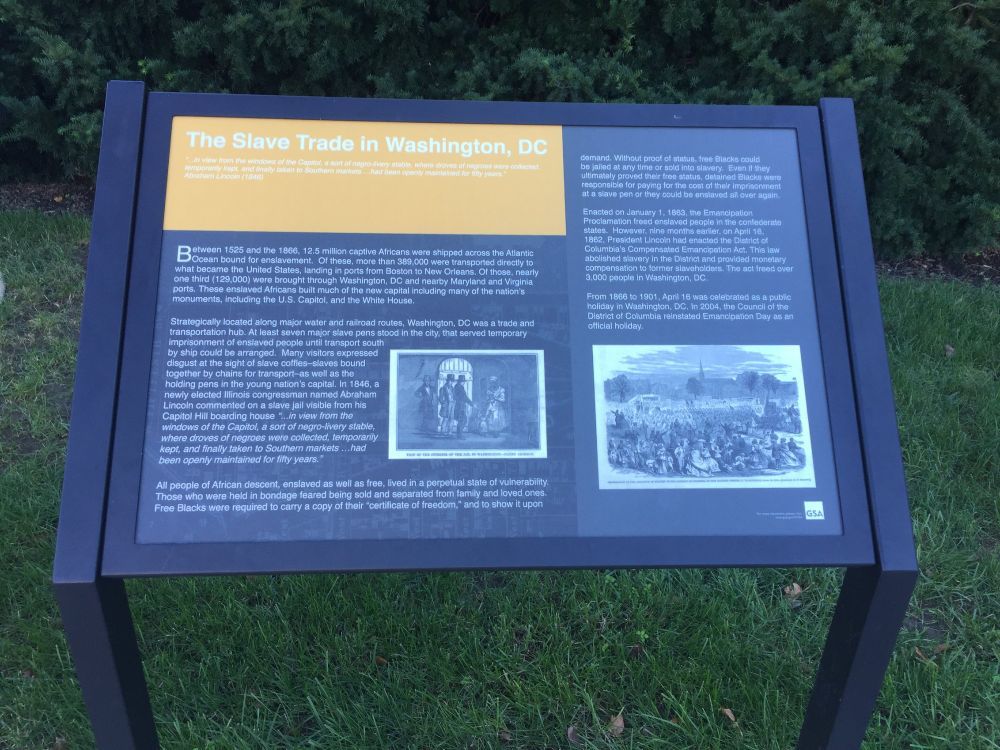 The Slave Trade in Washington, DC
"...in view from the windows of the Capitol, a sort of negro-livery stable, where droves of negroes were collected,
temporarily kept, and finally taken to Southern markets ...had been openly maintained for fifty years."
Abraham Lincoln (1846)
Between 1525 and the 1866, 12.5 million captive Africans were shipped across the Atlantic
Ocean bound for enslavement. Of these, more than 389,000 were transported directly to
what became the United States, landing in ports from Boston to New Orleans. Of those, nearly
one third (129,000) were brought through Washington, DC and nearby Maryland and Virginia
ports. These enslaved Africans built much of the new capital including many of the nation's
monuments, including the U.S. Capitol, and the White House.
Strategically located along major water and railroad routes, Washington, DC was a trade and
transportation hub. At least seven major slave pens stood in the city, that served temporary
imprisonment of enslaved people until transport south
by ship could be arranged. Many visitors expressed
disgust at the sight of slave coffles–slaves bound
together by chains for transport–as well as the
holding pens in the young nation's capital. In 1846, a
newly elected Illinois congressman named Abraham
Lincoln commented on a slave jail visible from his
Capitol Hill boarding house "...in view from the
windows of the Capitol, a sort of negro-livery stable,
where droves of negroes were collected, temporarily
kept, and finally taken to Southern markets ...had
been openly maintained for fifty years."
All people of African descent, enslaved as well as free, lived in a perpetual state of vulnerability.
Those who were held in bondage feared being sold and separated from family and loved ones.
Free Blacks were required to carry a copy of their "certificate of freedom," and to show it upon
demand. Without proof of status, free Blacks could
be jailed at any time or sold into slavery. Even if they
ultimately proved their free status, detained Blacks were
responsible for paying for the cost of their imprisonment
at a slave pen or they could be enslaved all over again.
Enacted on January 1, 1863, the Emancipation
Proclamation freed enslaved people in the confederate
states. However, nine months earlier, on April 16,
1862, President Lincoln had enacted the District of
Columbia's Compensated Emancipation Act. This law
abolished slavery in the District and provided monetary
compensation to former slaveholders. The act freed over
3,000 people in Washington, DC.
From 1866 to 1901, April 16 was celebrated as a public
holiday in Washington, DC. In 2004, the Council of the
District of Columbia reinstated Emancipation Day as an
official holiday.
GSA